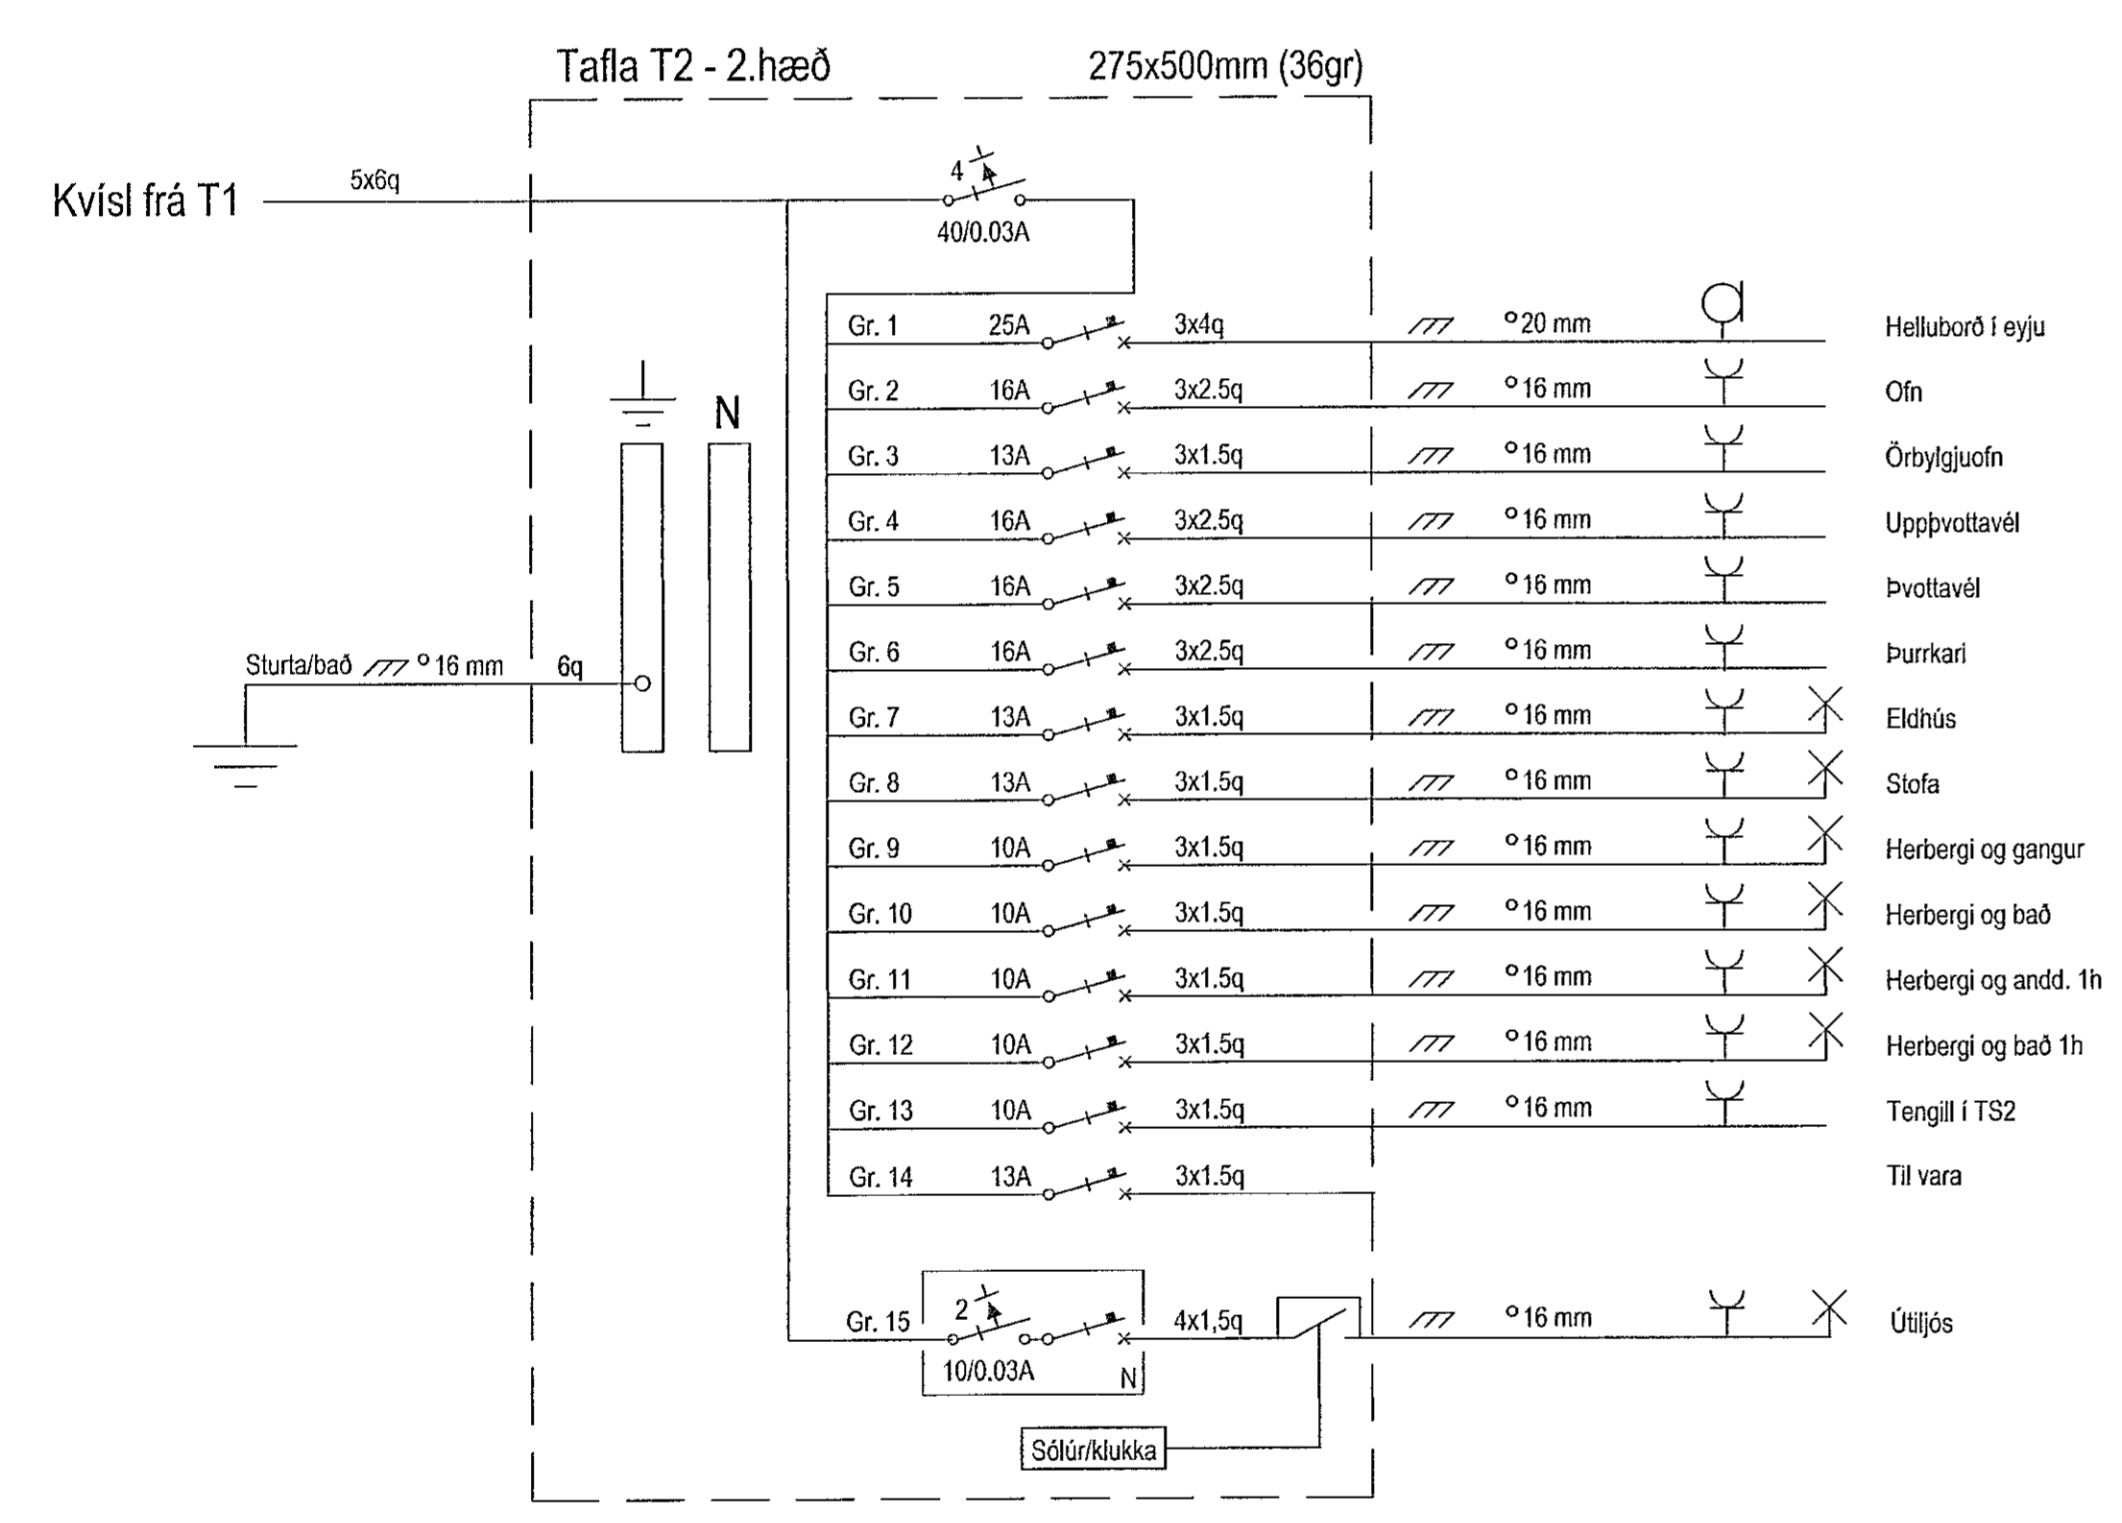 Tafla T2 - 2.hæð 275x500mm (36gr)
Kvísl frá T1 5x6q
4
40/0.03A
Gr. 1 25A 3x4q °20 mm Helluborð í eyju
Gr. 2 16A 3x2.5q °16 mm Ofn
N
Gr. 3 13A 3x1.5q °16 mm Örbylgjuofn
Gr. 4 16A 3x2.5q °16 mm Uppþvottavél
Gr. 5 16A 3x2.5q °16 mm Þvottavél
Gr. 6 16A 3x2.5q °16 mm Þurrkari
Sturta/bað °16 mm 6q
Gr. 7 13A 3x1.5q °16 mm Eldhús
Gr. 8 13A 3x1.5q °16 mm Stofa
Gr. 9 10A 3x1.5q °16 mm Herbergi og gangur
Gr. 10 10A 3x1.5q °16 mm Herbergi og bað
Gr. 11 10A 3x1.5q °16 mm Herbergi og andd. 1h
Gr. 12 10A 3x1.5q °16 mm Herbergi og bað 1h
Gr. 13 10A 3x1.5q °16 mm Tengill í TS2
Gr. 14 13A 3x1.5q Til vara
Gr. 15 2 4x1,5q °16 mm Útiljós
10/0.03A N
Sólúr/klukka